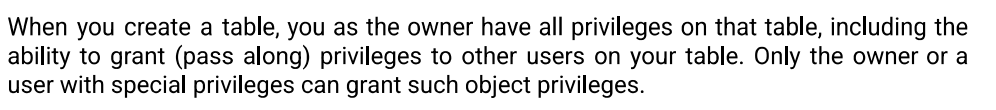 When you create a table, you as the owner have all privileges on that table, including the
ability to grant (pass along) privileges to other users on your table. Only the owner or a
user with special privileges can grant such object privileges.